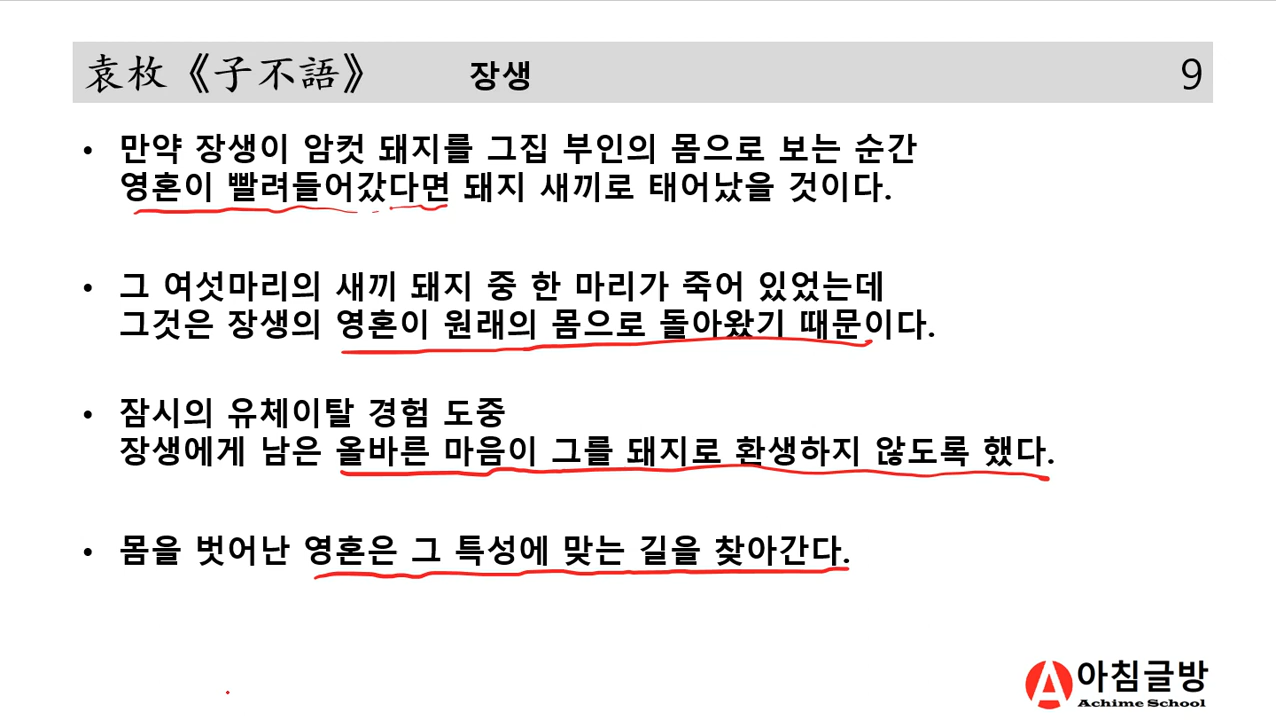 袁枚《子不語》 장생 9
• 만약 장생이 암컷 돼지를 그집 부인의 몸으로 보는 순간
영혼이 빨려들어갔다면 돼지 새끼로 태어났을 것이다.
• 그 여섯마리의 새끼 돼지 중 한 마리가 죽어 있었는데
그것은 장생의 영혼이 원래의 몸으로 돌아왔기 때문이다.
• 잠시의 유체이탈 경험 도중
장생에게 남은 올바른 마음이 그를 돼지로 환생하지 않도록 했다.
• 몸을 벗어난 영혼은 그 특성에 맞는 길을 찾아간다.
아침글방
Achime School